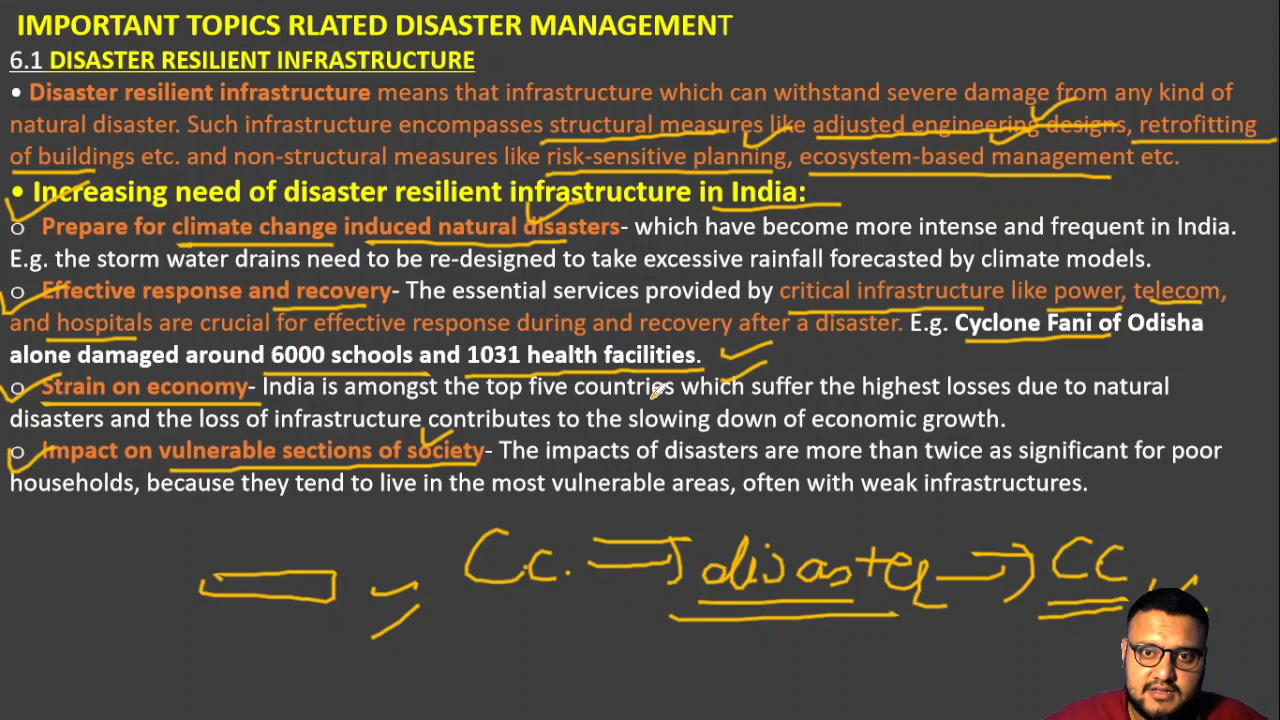 IMPORTANT TOPICS RLATED DISASTER MANAGEMENT
6.1 DISASTER RESILIENT INFRASTRUCTURE
• Disaster resilient infrastructure means that infrastructure which can withstand severe damage from any kind of
natural disaster. Such infrastructure encompasses structural measures like adjusted engineering designs, retrofitting
of buildings etc. and non-structural measures like risk-sensitive planning, ecosystem-based management etc.
• Increasing need of disaster resilient infrastructure in India:
o Prepare for climate change induced natural disasters- which have become more intense and frequent in India.
E.g. the storm water drains need to be re-designed to take excessive rainfall forecasted by climate models.
o Effective response and recovery- The essential services provided by critical infrastructure like power, telecom,
and hospitals are crucial for effective response during and recovery after a disaster. E.g. Cyclone Fani of Odisha
alone damaged around 6000 schools and 1031 health facilities.
o Strain on economy- India is amongst the top five countries which suffer the highest losses due to natural
disasters and the loss of infrastructure contributes to the slowing down of economic growth.
o Impact on vulnerable sections of society- The impacts of disasters are more than twice as significant for poor
households, because they tend to live in the most vulnerable areas, often with weak infrastructures.
C.C. ⇒ disaster → CC